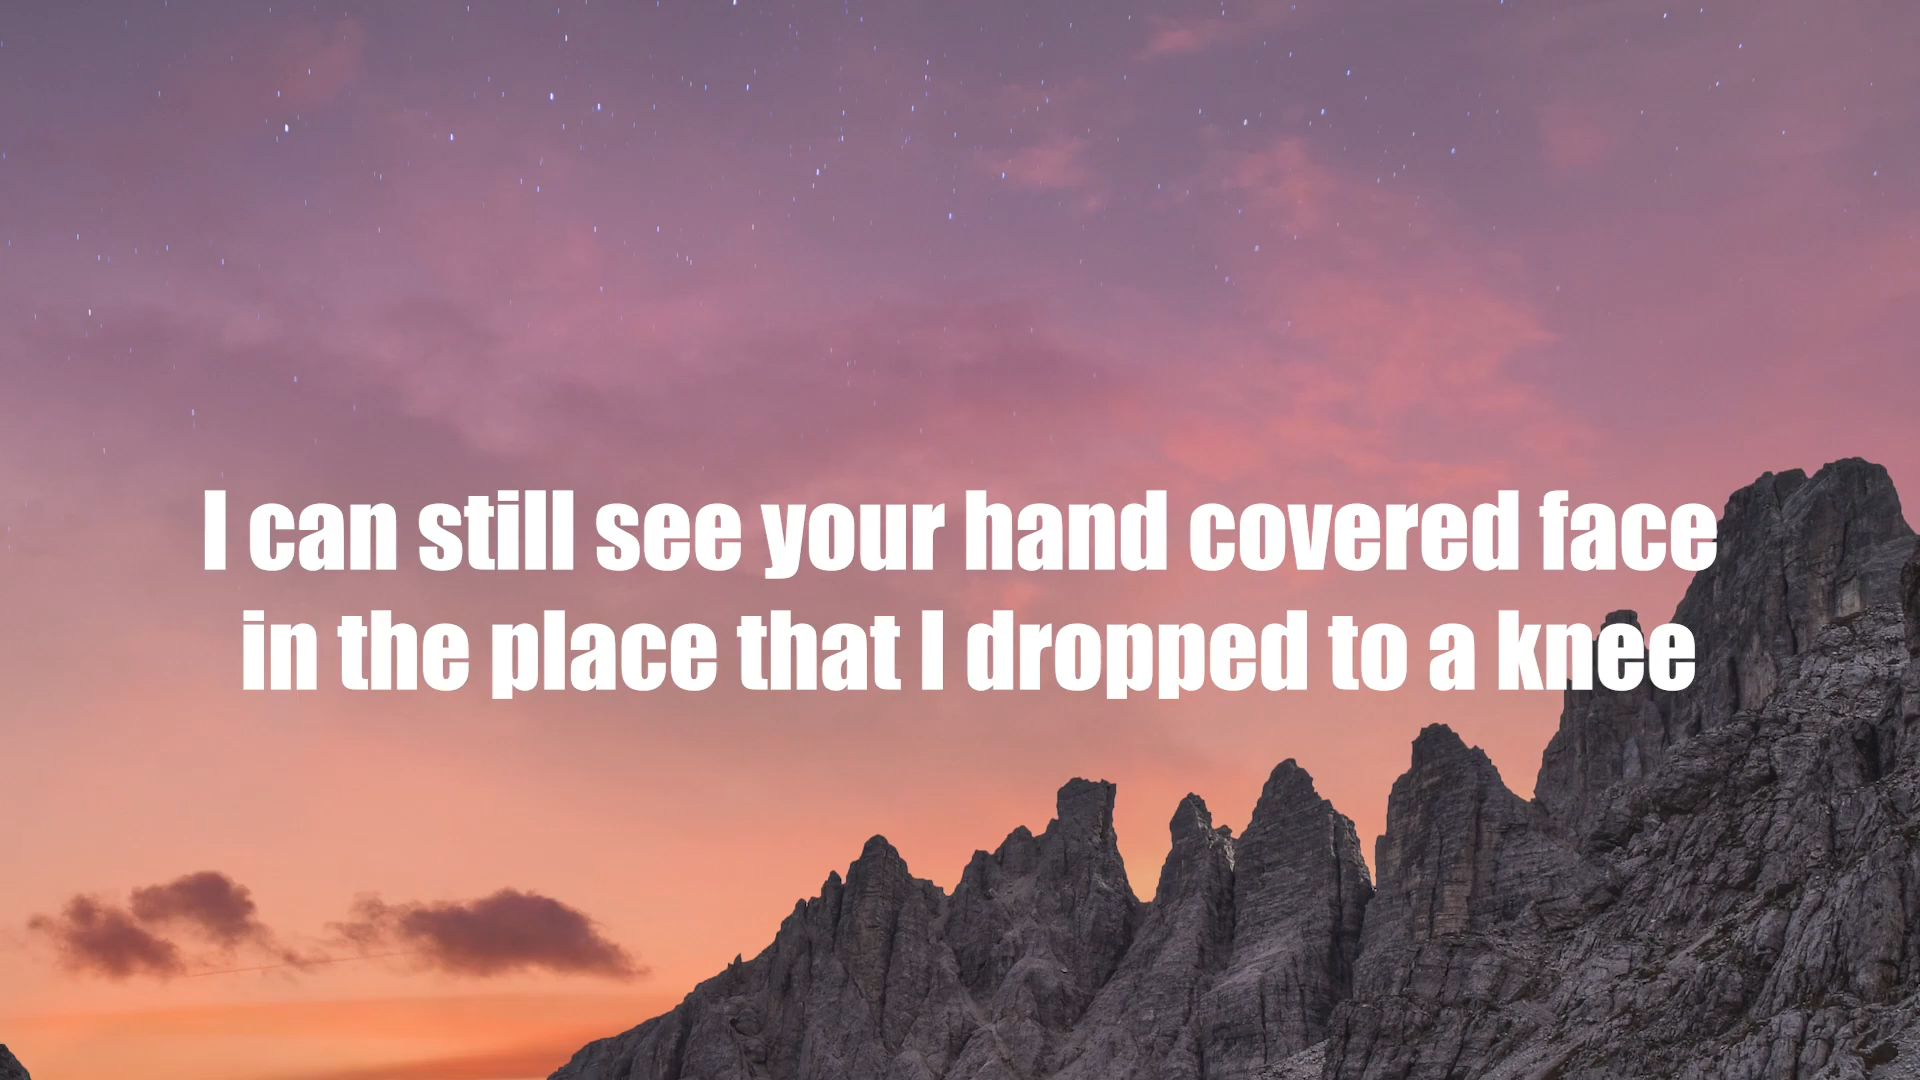 I can still see your hand covered face
in the place that I dropped to a knee